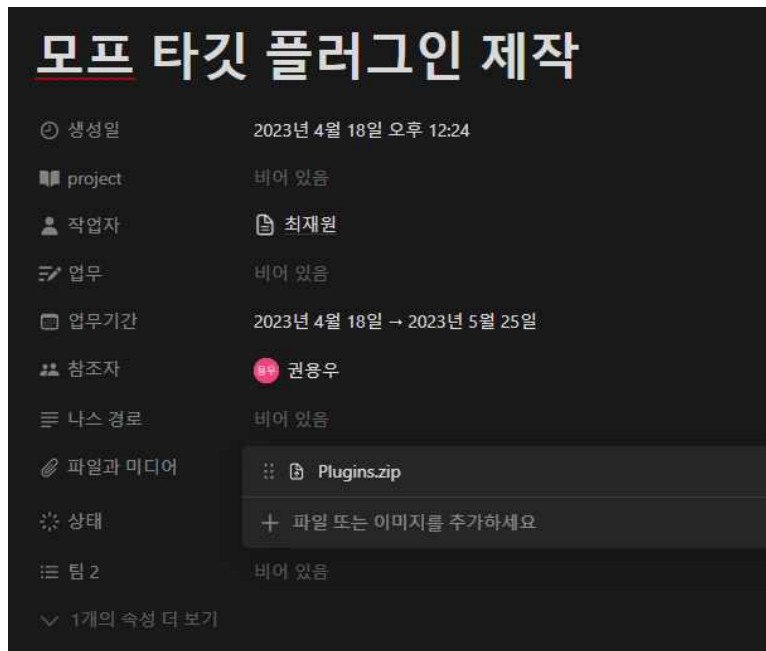 모프 타깃 플러그인 제작
생성일 2023년 4월 18일 오후 12:24
project 비어 있음
작업자 최재원
업무 비어 있음
업무기간 2023년 4월 18일 → 2023년 5월 25일
참조자 용우 권용우
나스 경로 비어 있음
파일과 미디어 Plugins.zip
상태 + 파일 또는 이미지를 추가하세요
팀 2 비어 있음
1개의 속성 더 보기